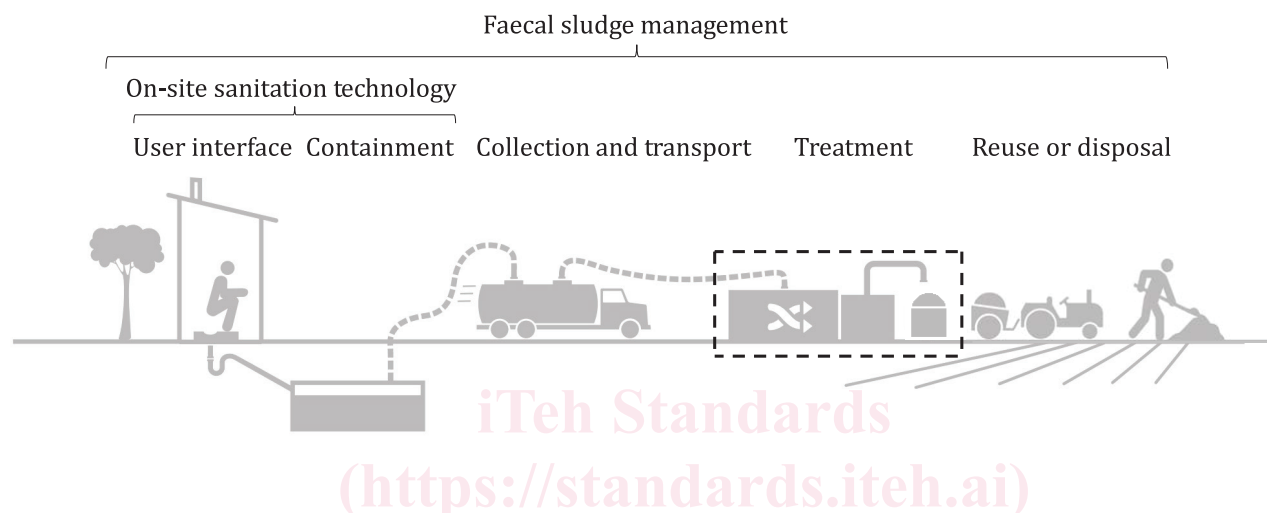 Faecal sludge management
On-site sanitation technology
User interface Containment Collection and transport Treatment Reuse or disposal
iTeh Standards
(https://standards.iteh.ai)